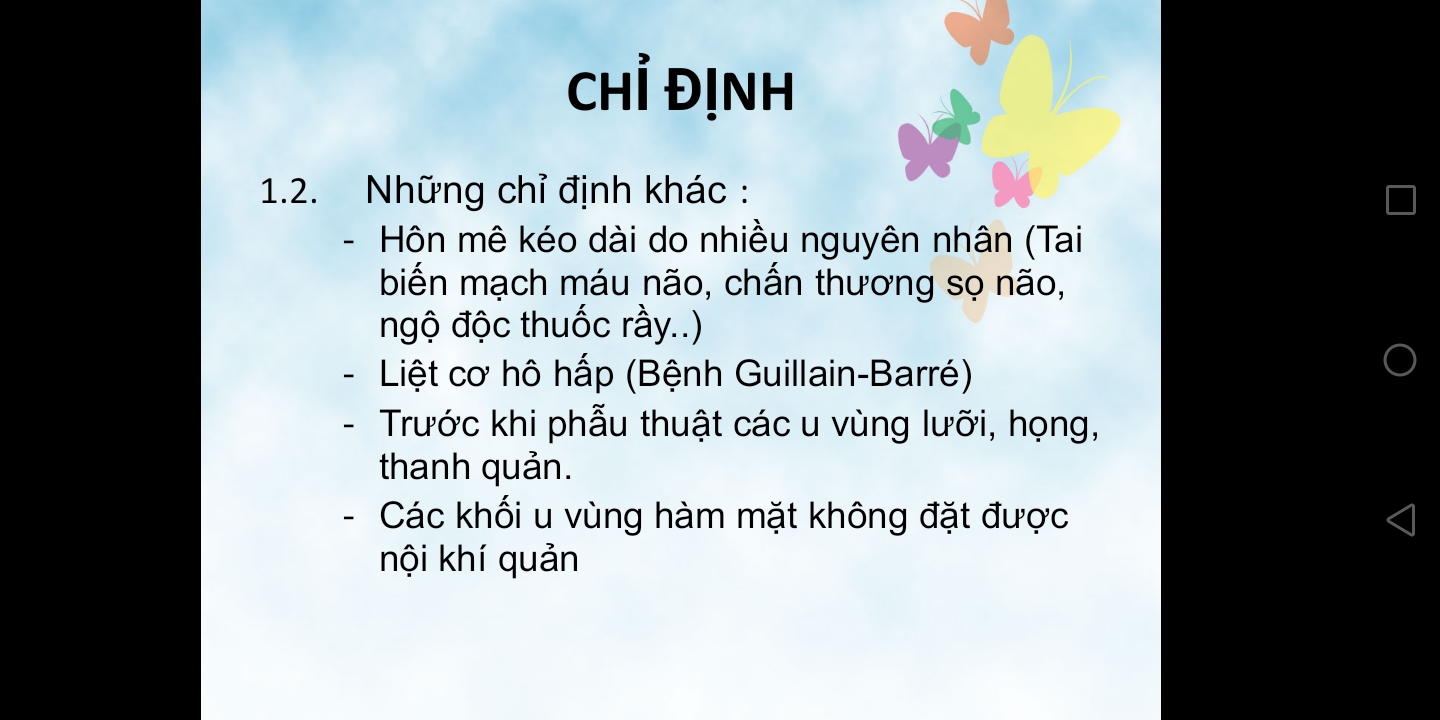 CHỈ ĐỊNH
1.2. Những chỉ định khác :
- Hôn mê kéo dài do nhiều nguyên nhân (Tai
biến mạch máu não, chấn thương sọ não,
ngộ độc thuốc rầy..)
- Liệt cơ hô hấp (Bệnh Guillain-Barré)
- Trước khi phẫu thuật các u vùng lưỡi, họng,
thanh quản.
- Các khối u vùng hàm mặt không đặt được
nội khí quản